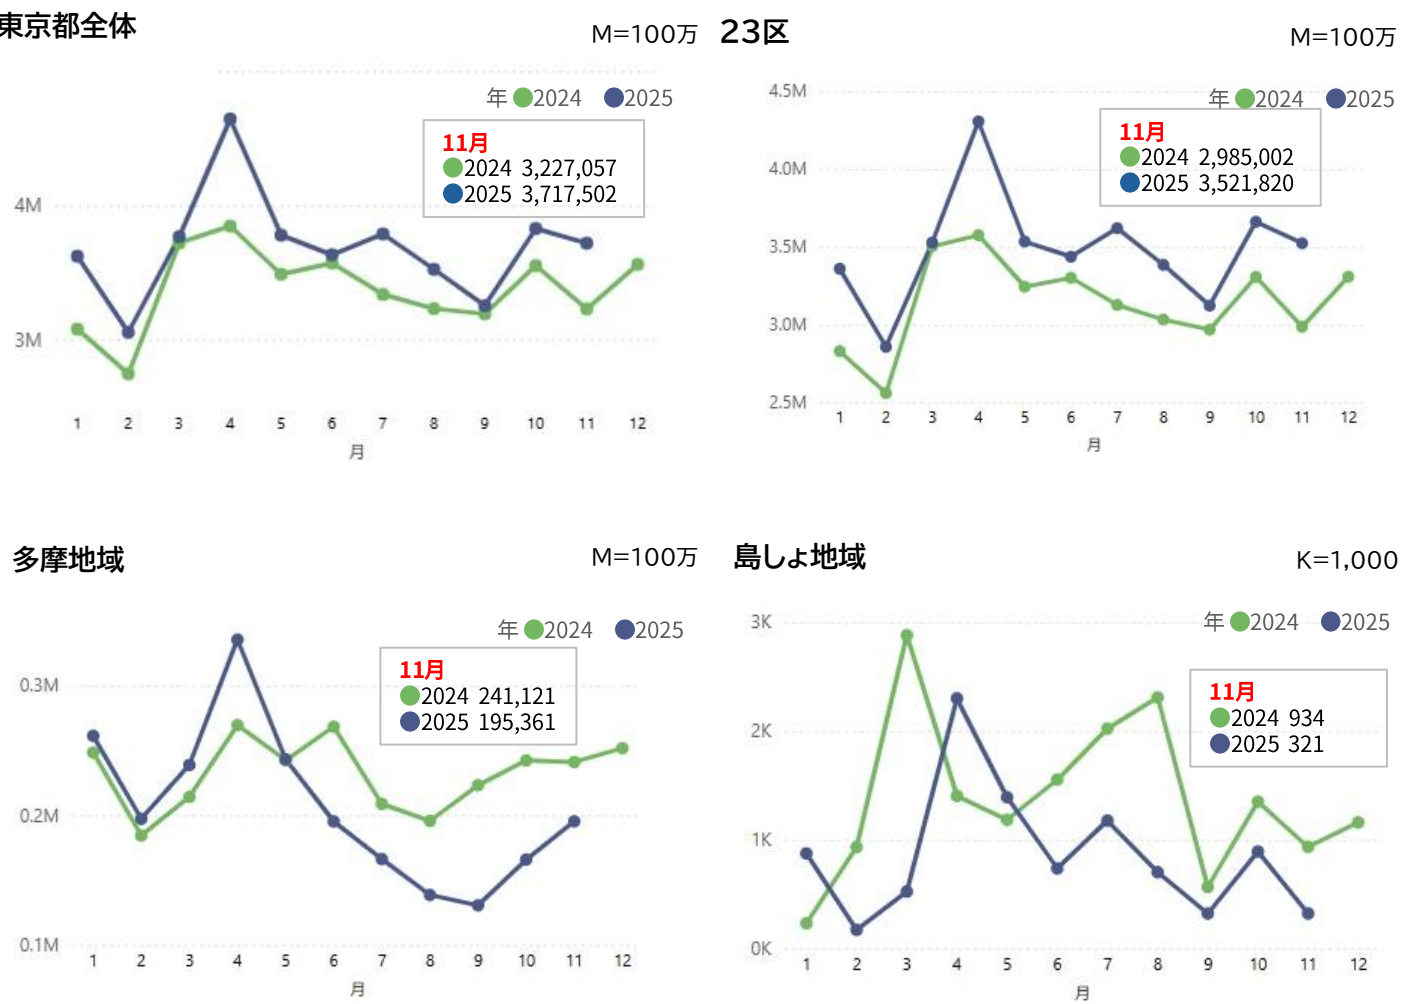 東京都全体
M=100万
年 2024 2025
11月
2024 3,227,057
2025 3,717,502
4M
3M
1 2 3 4 5 6 7 8 9 10 11 12
月
23区
M=100万
4.5M
年 2024 2025
11月
2024 2,985,002
2025 3,521,820
4.0M
3.5M
3.0M
2.5M
1 2 3 4 5 6 7 8 9 10 11 12
月
多摩地域
M=100万
年 2024 2025
11月
2024 241,121
2025 195,361
0.3M
0.2M
0.1M
1 2 3 4 5 6 7 8 9 10 11 12
月
島しょ地域
K=1,000
3K
年 2024 2025
11月
2024 934
2025 321
2K
1K
0K
1 2 3 4 5 6 7 8 9 10 11 12
月